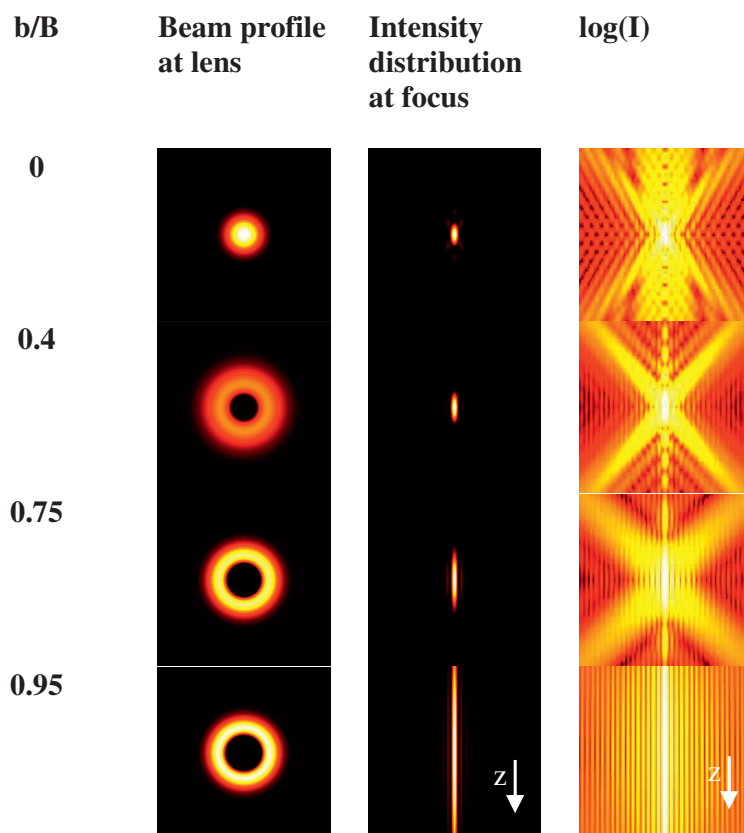 b/B
Beam profile
at lens
Intensity
distribution
at focus
log(I)
0
0.4
0.75
0.95
z
z